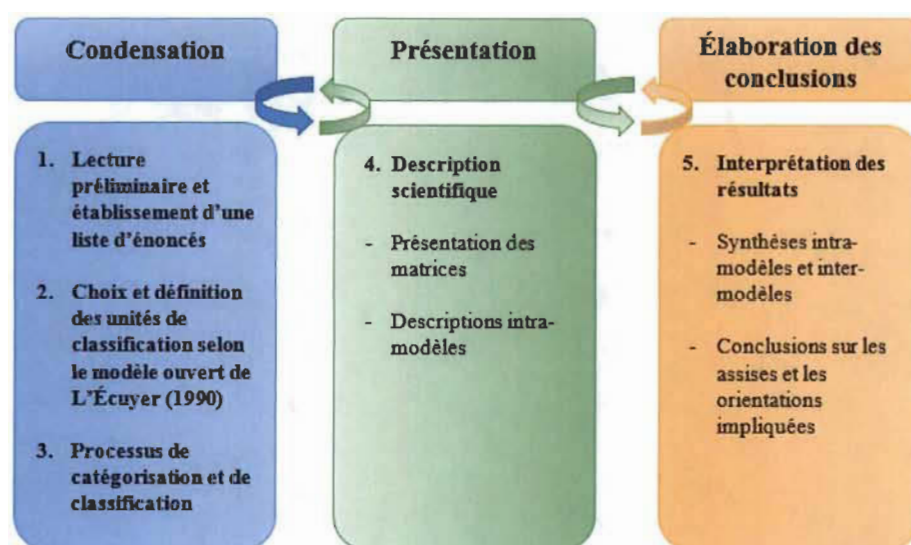 Condensation
1. Lecture
préliminaire et
établissement d'une
liste d'énoncés
2. Choix et définition
des unités de
classification selon
le modèle ouvert de
L'Écuyer (1990)
3. Processus de
catégorisation et de
classification
Présentation
4. Description
scientifique
- Présentation des
matrices
- Descriptions intra-
modèles
Élaboration des
conclusions
5. Interprétation des
résultats
- Synthèses intra-
modèles et inter-
modèles
- Conclusions sur les
assises et les
orientations
impliquées